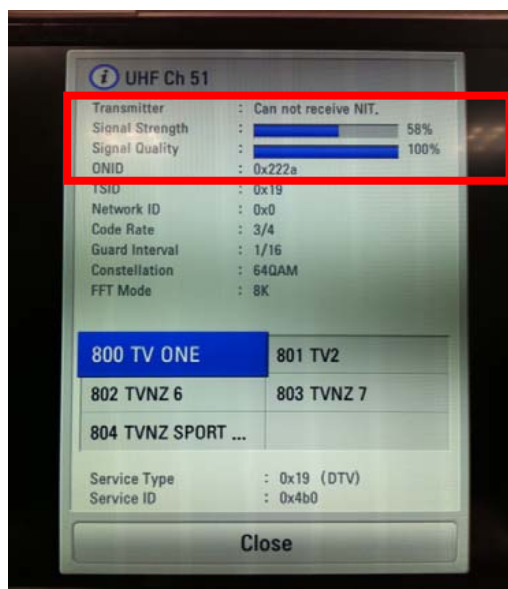 i UHF Ch 51
Transmitter : Can not receive NIT.
Signal Strength : 58%
Signal Quality : 100%
ONID : 0x222a
TSID : 0x19
Network ID : 0x0
Code Rate : 3/4
Guard Interval : 1/16
Constellation : 64QAM
FFT Mode : 8K
800 TV ONE 801 TV2
802 TVNZ 6 803 TVNZ 7
804 TVNZ SPORT ...
Service Type : 0x19 (DTV)
Service ID : 0x4b0
Close